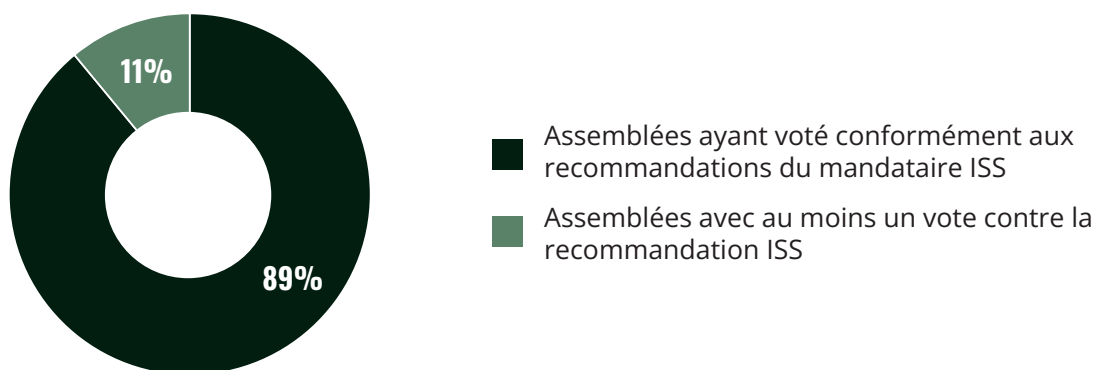 11%
89%
Assemblées ayant voté conformément aux
recommandations du mandataire ISS
Assemblées avec au moins un vote contre la
recommandation ISS